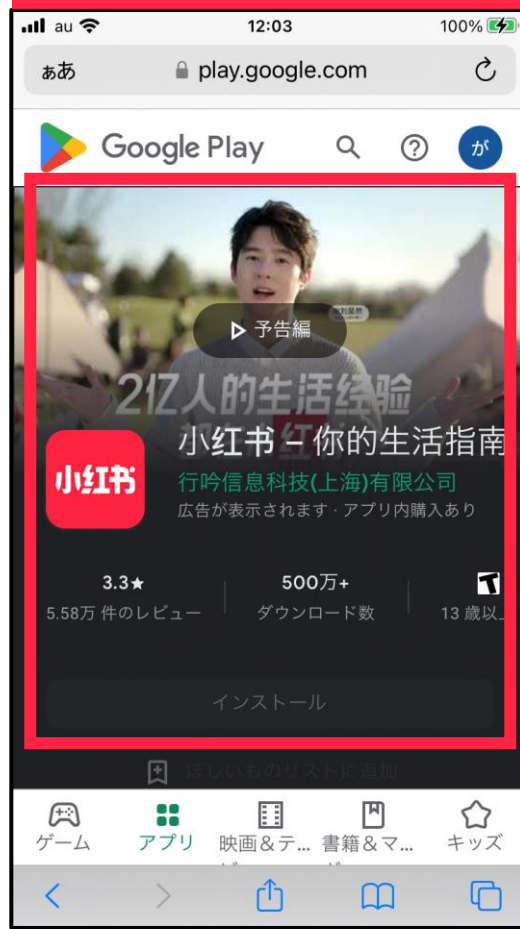 au 12:03 100%
ぁあ play.google.com
Google Play が
予告編
2亿人的生活经验
小红书 – 你的生活指南
小红书
行吟信息科技(上海)有限公司
広告が表示されます · アプリ内購入あり
3.3★ 500万+ T
5.58万 件のレビュー ダウンロード数 13 歳以
インストール
ほしいものリストに追加
ゲーム アプリ 映画&テ... 書籍&マ... キッズ